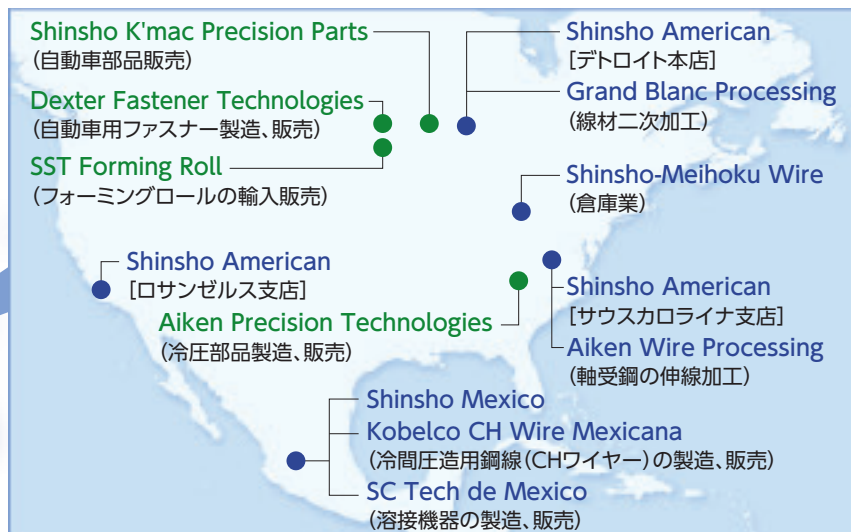 Shinsho K'mac Precision Parts
(自動車部品販売)
Dexter Fastener Technologies
(自動車用ファスナー製造、販売)
SST Forming Roll
(フォーミングロールの輸入販売)
Shinsho American
[デトロイト本店]
Grand Blanc Processing
(線材二次加工)
Shinsho-Meihoku Wire
(倉庫業)
Shinsho American
[ロサンゼルス支店]
Aiken Precision Technologies
(冷圧部品製造、販売)
Shinsho American
[サウスカロライナ支店]
Aiken Wire Processing
(軸受鋼の伸線加工)
Shinsho Mexico
Kobelco CH Wire Mexicana
(冷間圧造用鋼線(CHワイヤー)の製造、販売)
SC Tech de Mexico
(溶接機器の製造、販売)